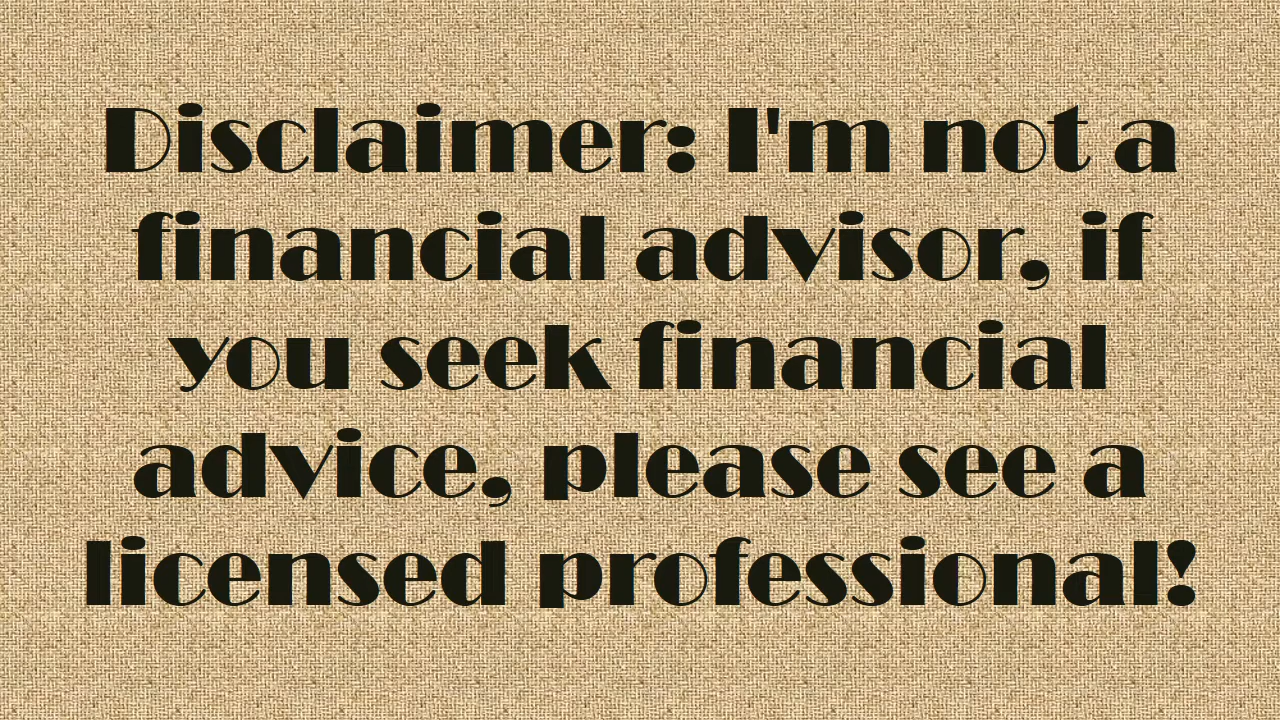 Disclaimer: I'm not a
financial advisor, if
you seek financial
advice, please see a
licensed professional!